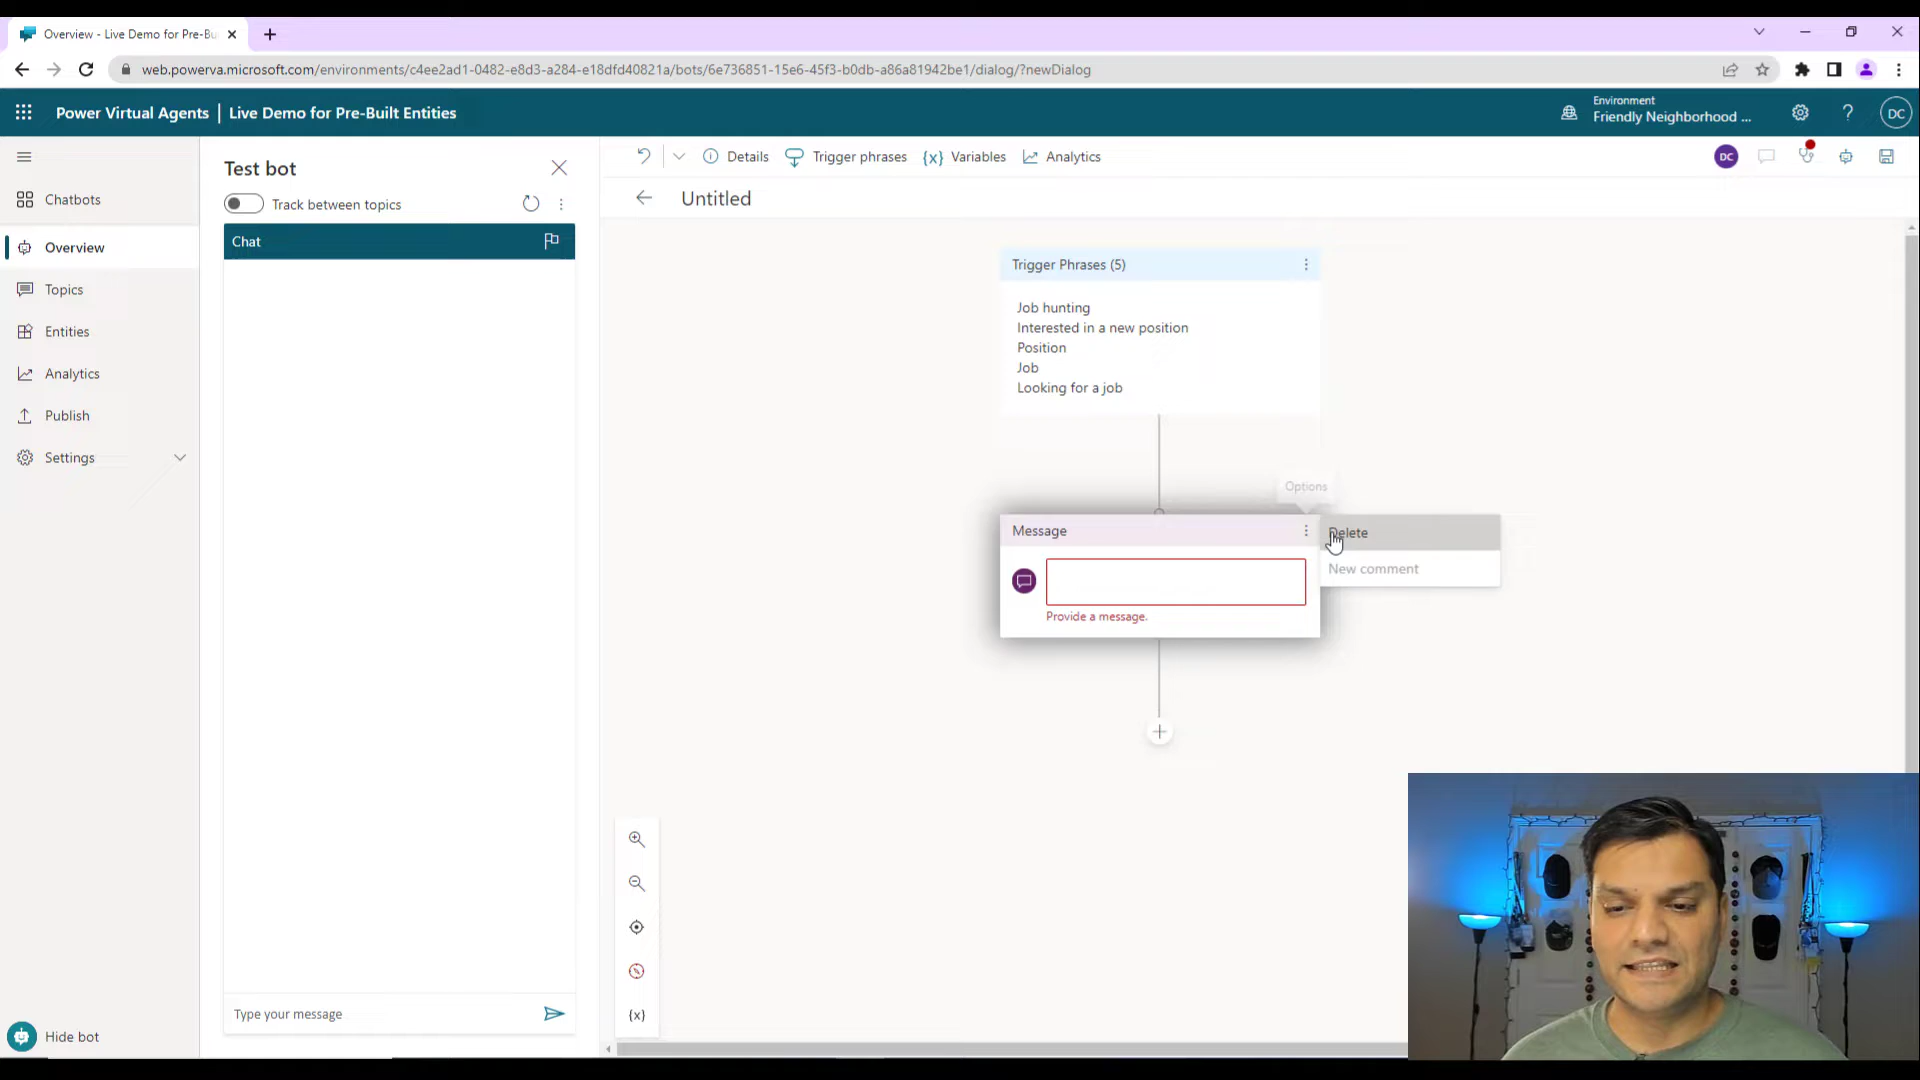 Overview - Live Demo for Pre-Bu
web.powerva.microsoft.com/environments/c4ee2ad1-0482-e8d3-a284-e18dfd40821a/bots/6e736851-15e6-45f3-b0db-a86a81942be1/dialog/?newDialog
Power Virtual Agents | Live Demo for Pre-Built Entities
Environment
Friendly Neighborhood ...
?
DC
Chatbots
Overview
Topics
Entities
Analytics
Publish
Settings
Hide bot
Test bot
Track between topics
Chat
Type your message
Details
Trigger phrases
{x} Variables
Analytics
DC
Untitled
Trigger Phrases (5)
Job hunting
Interested in a new position
Position
Job
Looking for a job
Options
Message
Delete
New comment
Provide a message.
{x}